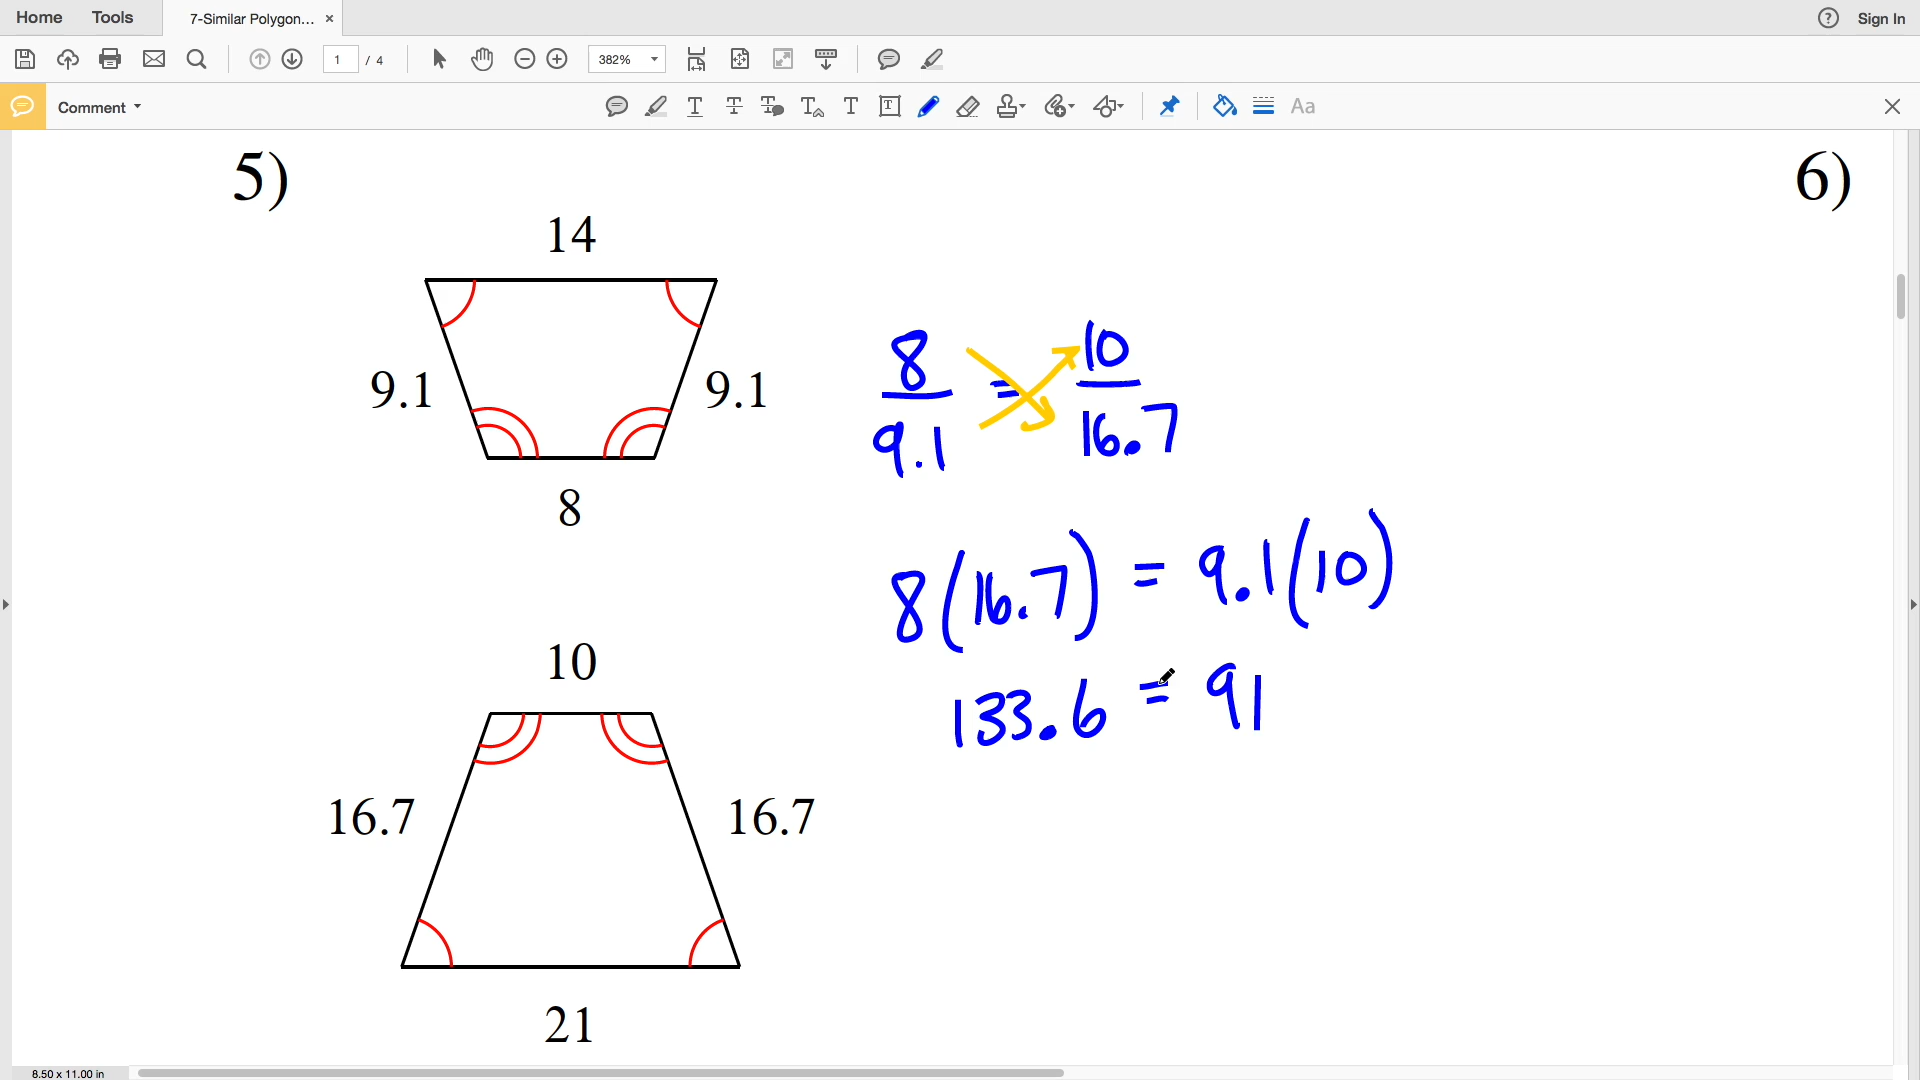 Home Tools 7-Similar Polygon... × ? Sign In
1 / 4 382%
Comment T T T T T T Aa
5) 6)
14
9.1 9.1
8
8/9.1 = 10/16.7
8(16.7) = 9.1(10)
133.6 = 91
10
16.7 16.7
21
8.50 x 11.00 in